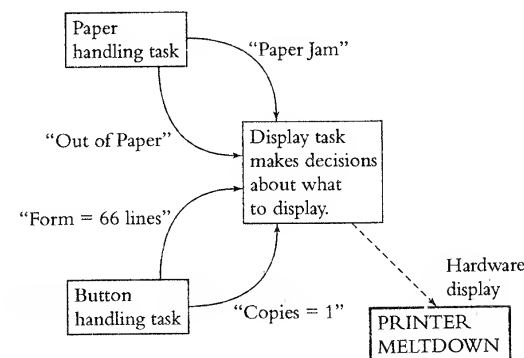 Paper
handling task
“Paper Jam”
“Out of Paper”
Display task
makes decisions
about what
to display.
“Form = 66 lines”
Button
handling task
“Copies = 1”
Hardware
display
PRINTER
MELTDOWN